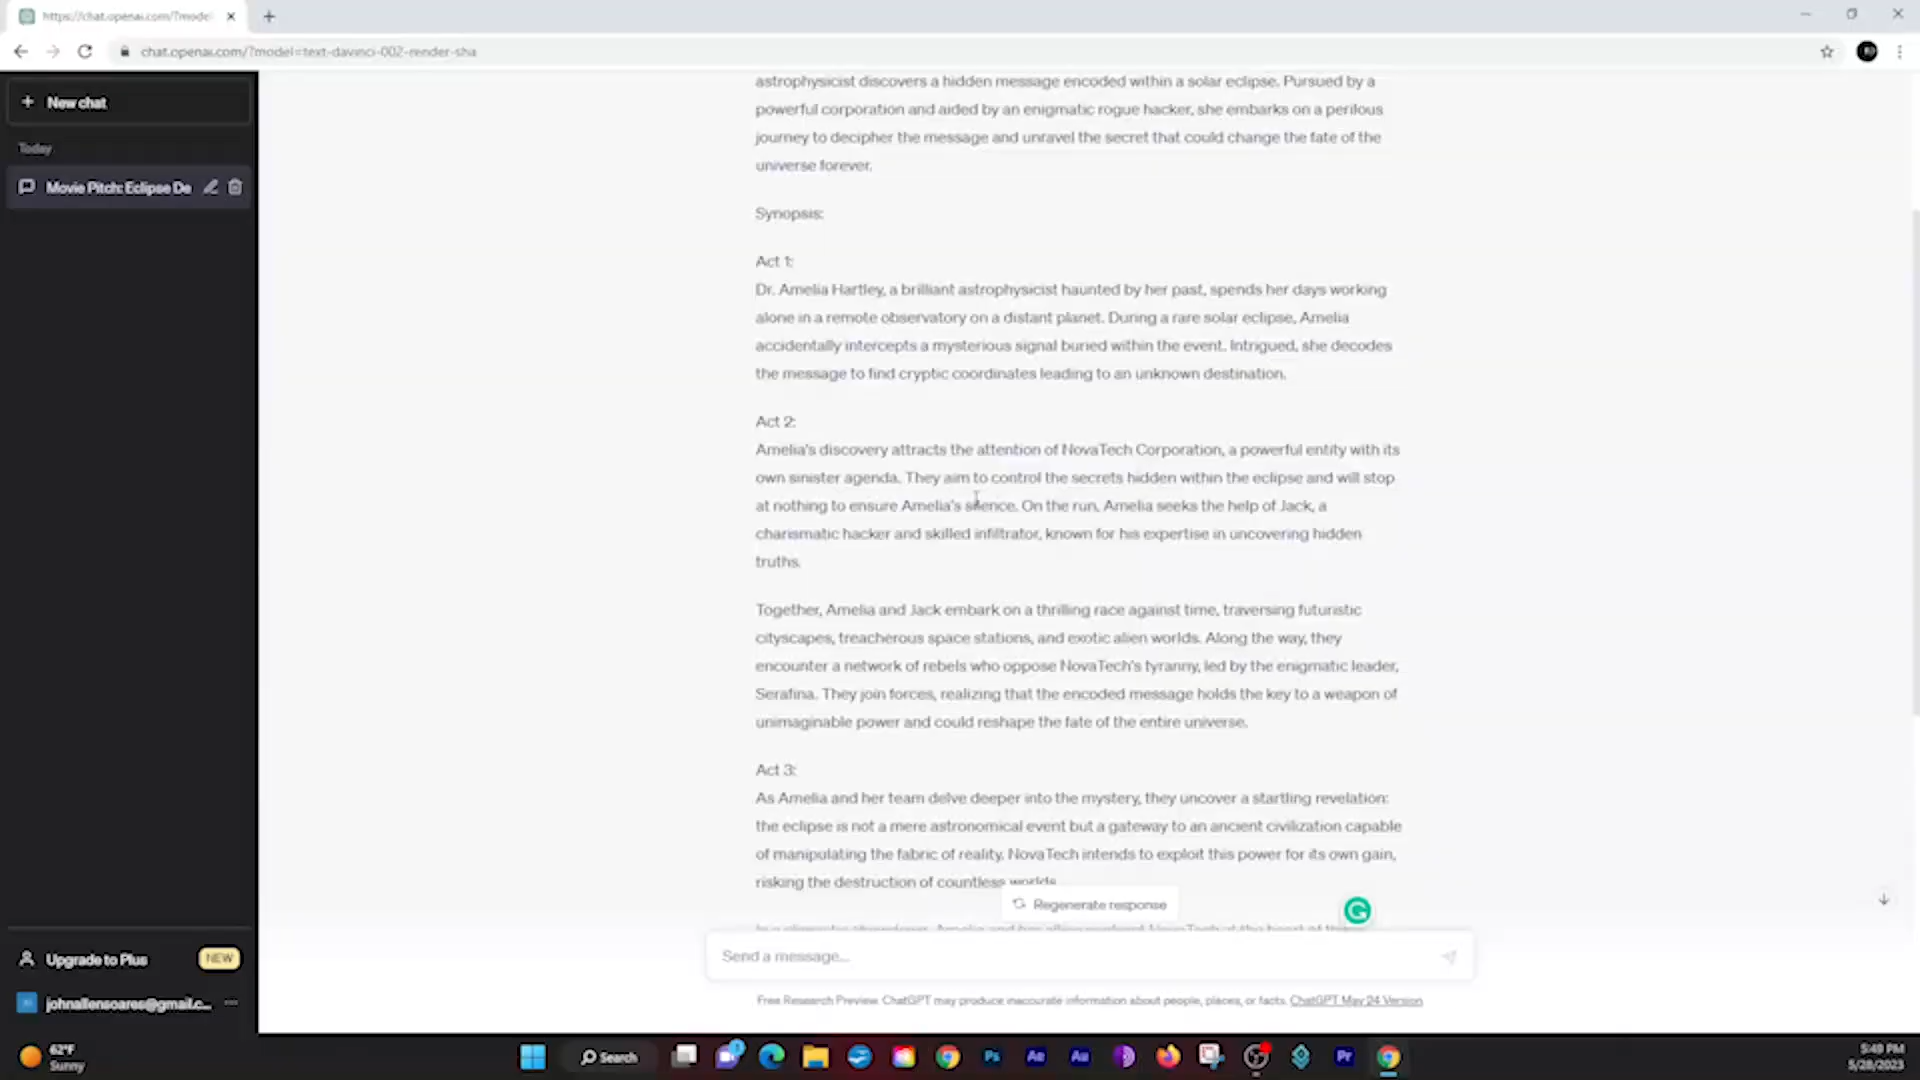 https://chat.openai.com/?mode
chat.openai.com/?model=text-davinci-002-render-sha
New chat
Today
Movie Pitch: Eclipse De
astrophysicist discovers a hidden message encoded within a solar eclipse. Pursued by a
powerful corporation and aided by an enigmatic rogue hacker, she embarks on a perilous
journey to decipher the message and unravel the secret that could change the fate of the
universe forever.
Synopsis:
Act 1:
Dr. Amelia Hartley, a brilliant astrophysicist haunted by her past, spends her days working
alone in a remote observatory on a distant planet. During a rare solar eclipse, Amelia
accidentally intercepts a mysterious signal buried within the event. Intrigued, she decodes
the message to find cryptic coordinates leading to an unknown destination.
Act 2:
Amelia's discovery attracts the attention of NovaTech Corporation, a powerful entity with its
own sinister agenda. They aim to control the secrets hidden within the eclipse and will stop
at nothing to ensure Amelia's silence. On the run, Amelia seeks the help of Jack, a
charismatic hacker and skilled infiltrator, known for his expertise in uncovering hidden
truths.
Together, Amelia and Jack embark on a thrilling race against time, traversing futuristic
cityscapes, treacherous space stations, and exotic alien worlds. Along the way, they
encounter a network of rebels who oppose NovaTech's tyranny, led by the enigmatic leader,
Serafina. They join forces, realizing that the encoded message holds the key to a weapon of
unimaginable power and could reshape the fate of the entire universe.
Act 3:
As Amelia and her team delve deeper into the mystery, they uncover a startling revelation:
the eclipse is not a mere astronomical event but a gateway to an ancient civilization capable
of manipulating the fabric of reality. NovaTech intends to exploit this power for its own gain,
risking the destruction of countless worlds.
Regenerate response
Send a message...
Free Research Preview. ChatGPT may produce inaccurate information about people, places, or facts. ChatGPT May 24 Version
Upgrade to Plus
NEW
johnallensoares@gmail.c...
62°F
Sunny
Search
Ps
Ae
Au
Pr
5:49 PM
5/28/2023